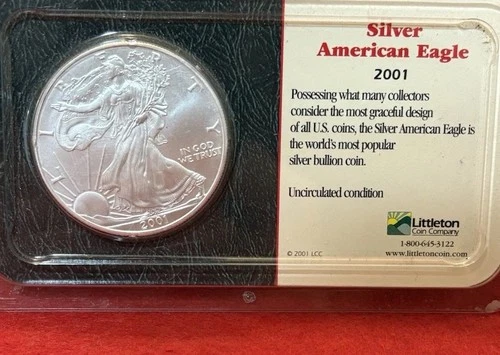 LIBERTY
IN GOD
WE TRUST
2001
Silver
American Eagle
2001
Possessing what many collectors
consider the most graceful design
of all U.S. coins, the Silver American Eagle is
the world's most popular
silver bullion coin.
Uncirculated condition
Littleton
Coin Company
1-800-645-3122
© 2001 LCC
www.littletoncoin.com